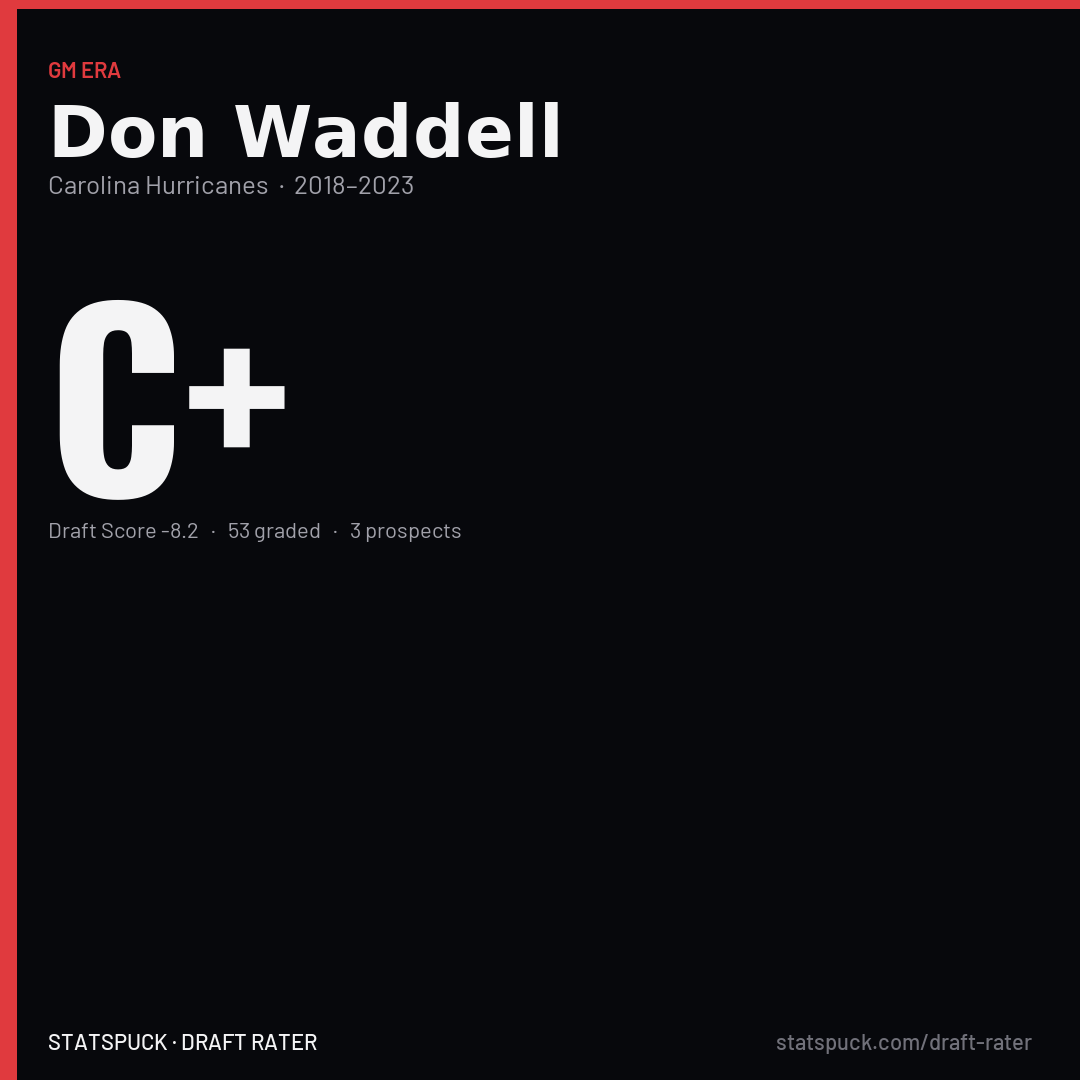 GM ERA
Don Waddell
Carolina Hurricanes · 2018–2023
C+
Draft Score -8.2 · 53 graded · 3 prospects
STATSPUCK · DRAFT RATER
statspuck.com/draft-rater